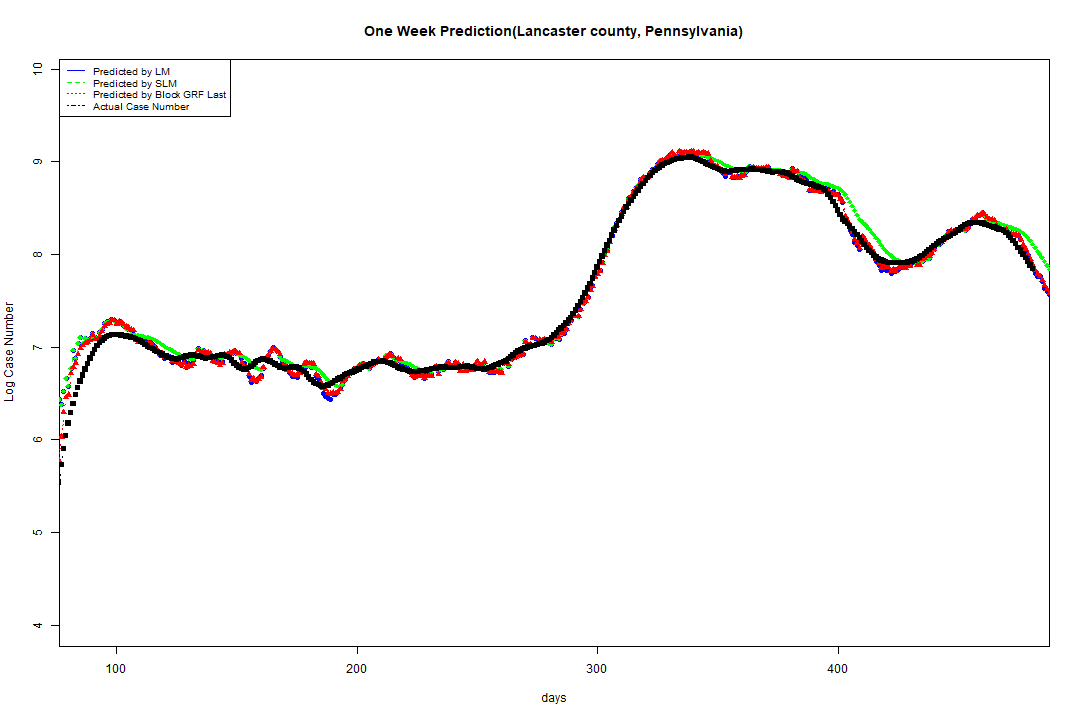 One Week Prediction(Lancaster county, Pennsylvania)
Predicted by LM
Predicted by SLM
Predicted by Block GRF Last
Actual Case Number
10
9
8
7
6
5
4
Log Case Number
100 200 300 400
days